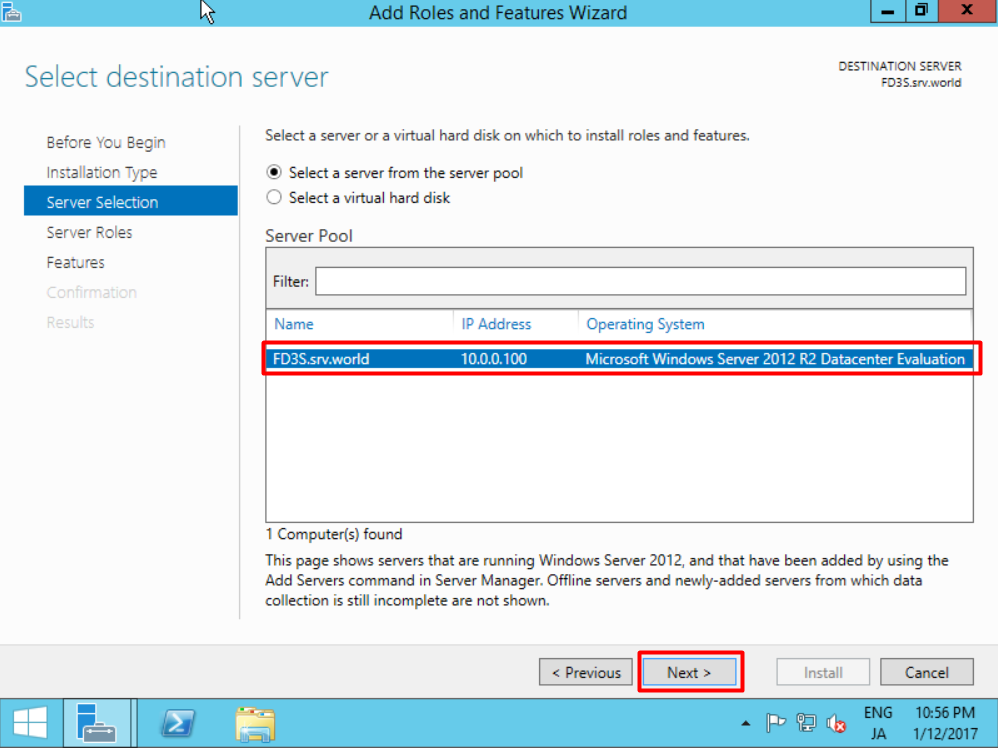 Add Roles and Features Wizard
Select destination server
DESTINATION SERVER
FD3S.srv.world
Before You Begin
Installation Type
Server Selection
Server Roles
Features
Confirmation
Results
Select a server or a virtual hard disk on which to install roles and features.
Select a server from the server pool
Select a virtual hard disk
Server Pool
Filter:
Name IP Address Operating System
FD3S.srv.world 10.0.0.100 Microsoft Windows Server 2012 R2 Datacenter Evaluation
1 Computer(s) found
This page shows servers that are running Windows Server 2012, and that have been added by using the
Add Servers command in Server Manager. Offline servers and newly-added servers from which data
collection is still incomplete are not shown.
< Previous Next > Install Cancel
ENG 10:56 PM
JA 1/12/2017